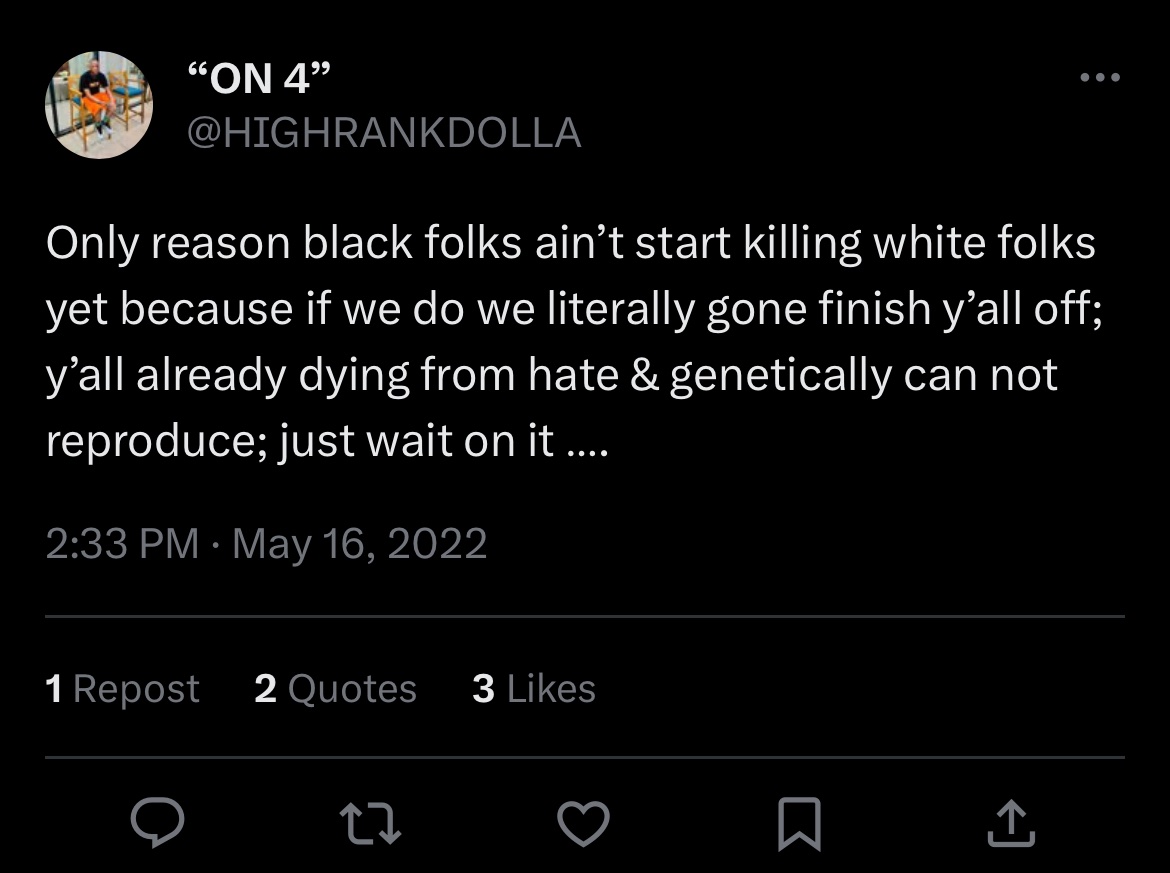 “ON 4”
@HIGHRANKDOLLA
Only reason black folks ain’t start killing white folks
yet because if we do we literally gone finish y’all off;
y’all already dying from hate & genetically can not
reproduce; just wait on it ....
2:33 PM · May 16, 2022
1 Repost 2 Quotes 3 Likes